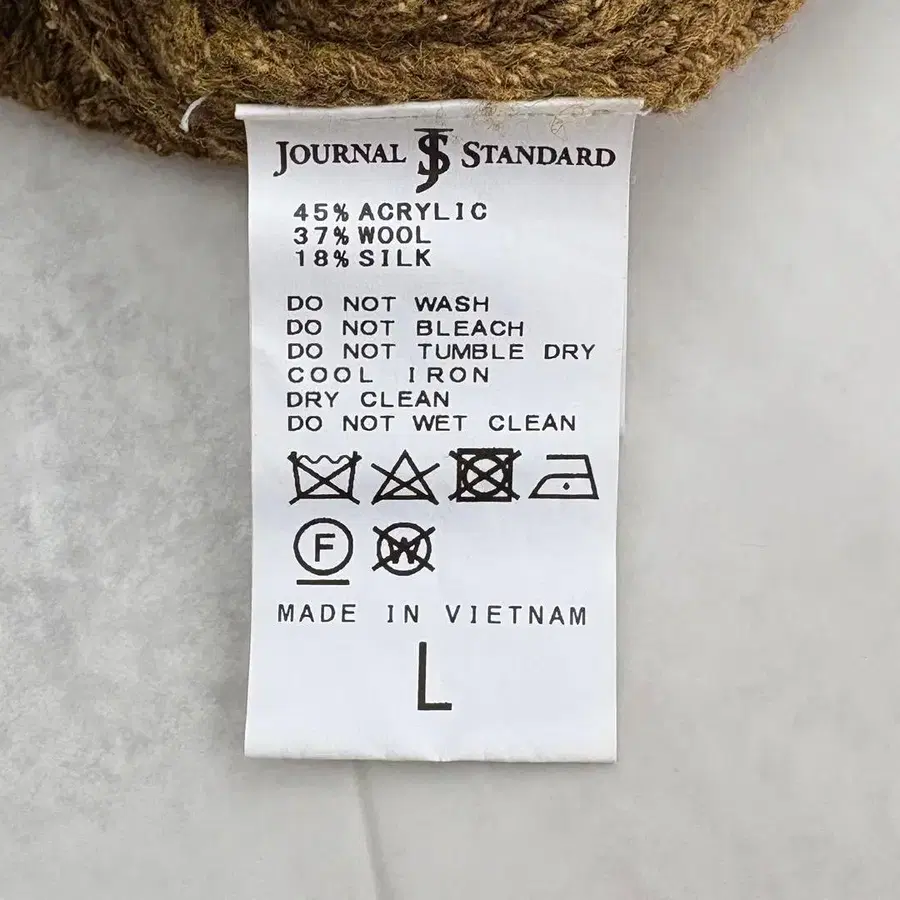 JOURNAL JS STANDARD
45% ACRYLIC
37% WOOL
18% SILK
DO NOT WASH
DO NOT BLEACH
DO NOT TUMBLE DRY
COOL IRON
DRY CLEAN
DO NOT WET CLEAN
F W
MADE IN VIETNAM
L